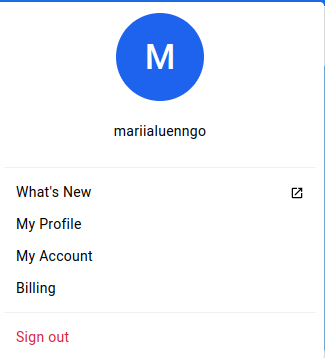 M
mariialuenngo
What's New
My Profile
My Account
Billing
Sign out